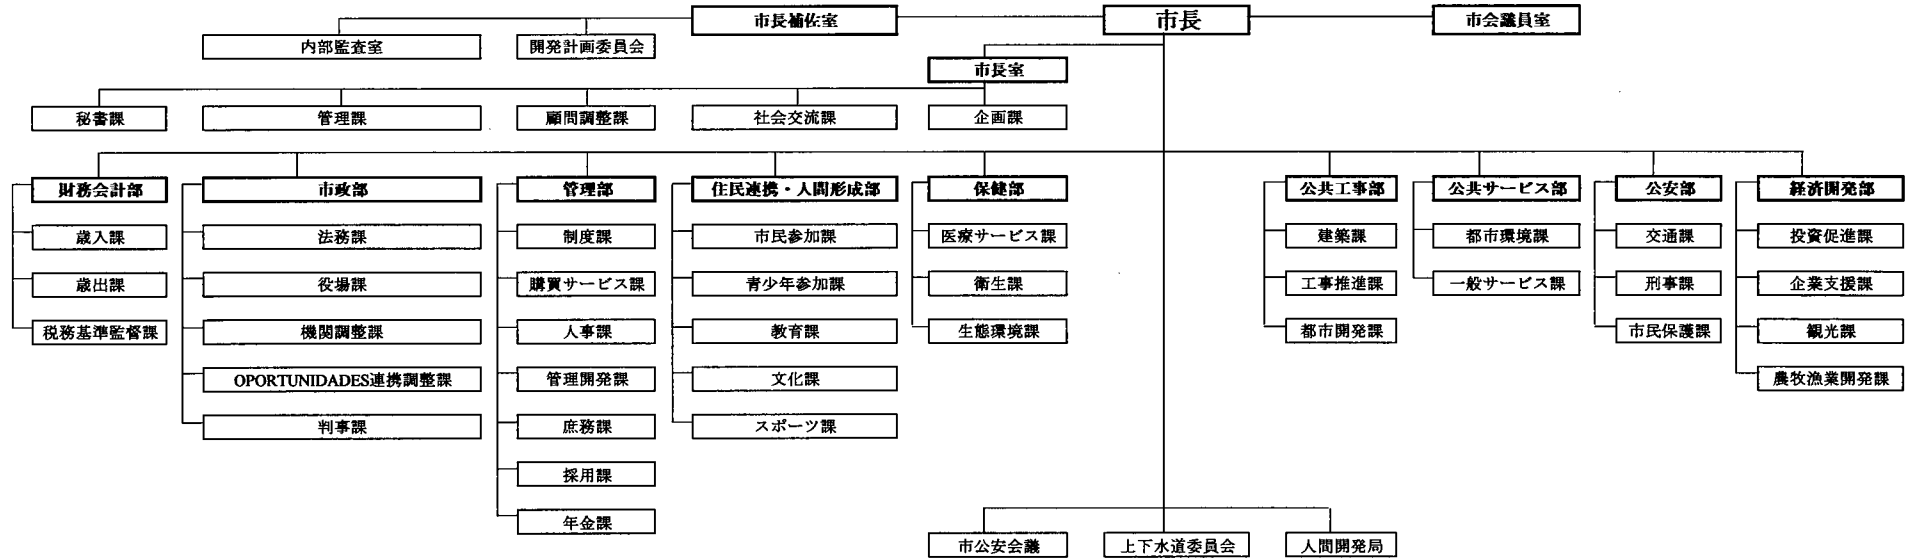 市長補佐室
市長
市会議員室
内部監査室
開発計画委員会
市長室
秘書課
管理課
顧問調整課
社会交流課
企画課
財務会計部
市政部
管理部
住民連携・人間形成部
保健部
公共工事部
公共サービス部
公安部
経済開発部
歳入課
法務課
制度課
市民参加課
医療サービス課
建築課
都市環境課
交通課
投資促進課
歳出課
役場課
購買サービス課
青少年参加課
衛生課
工事推進課
一般サービス課
刑事課
企業支援課
税務基準監督課
機関調整課
人事課
教育課
生態環境課
都市開発課
市民保護課
観光課
OPORTUNIDADES連携調整課
管理開発課
文化課
農牧漁業開発課
判事課
庶務課
スポーツ課
採用課
年金課
市公安会議
上下水道委員会
人間開発局